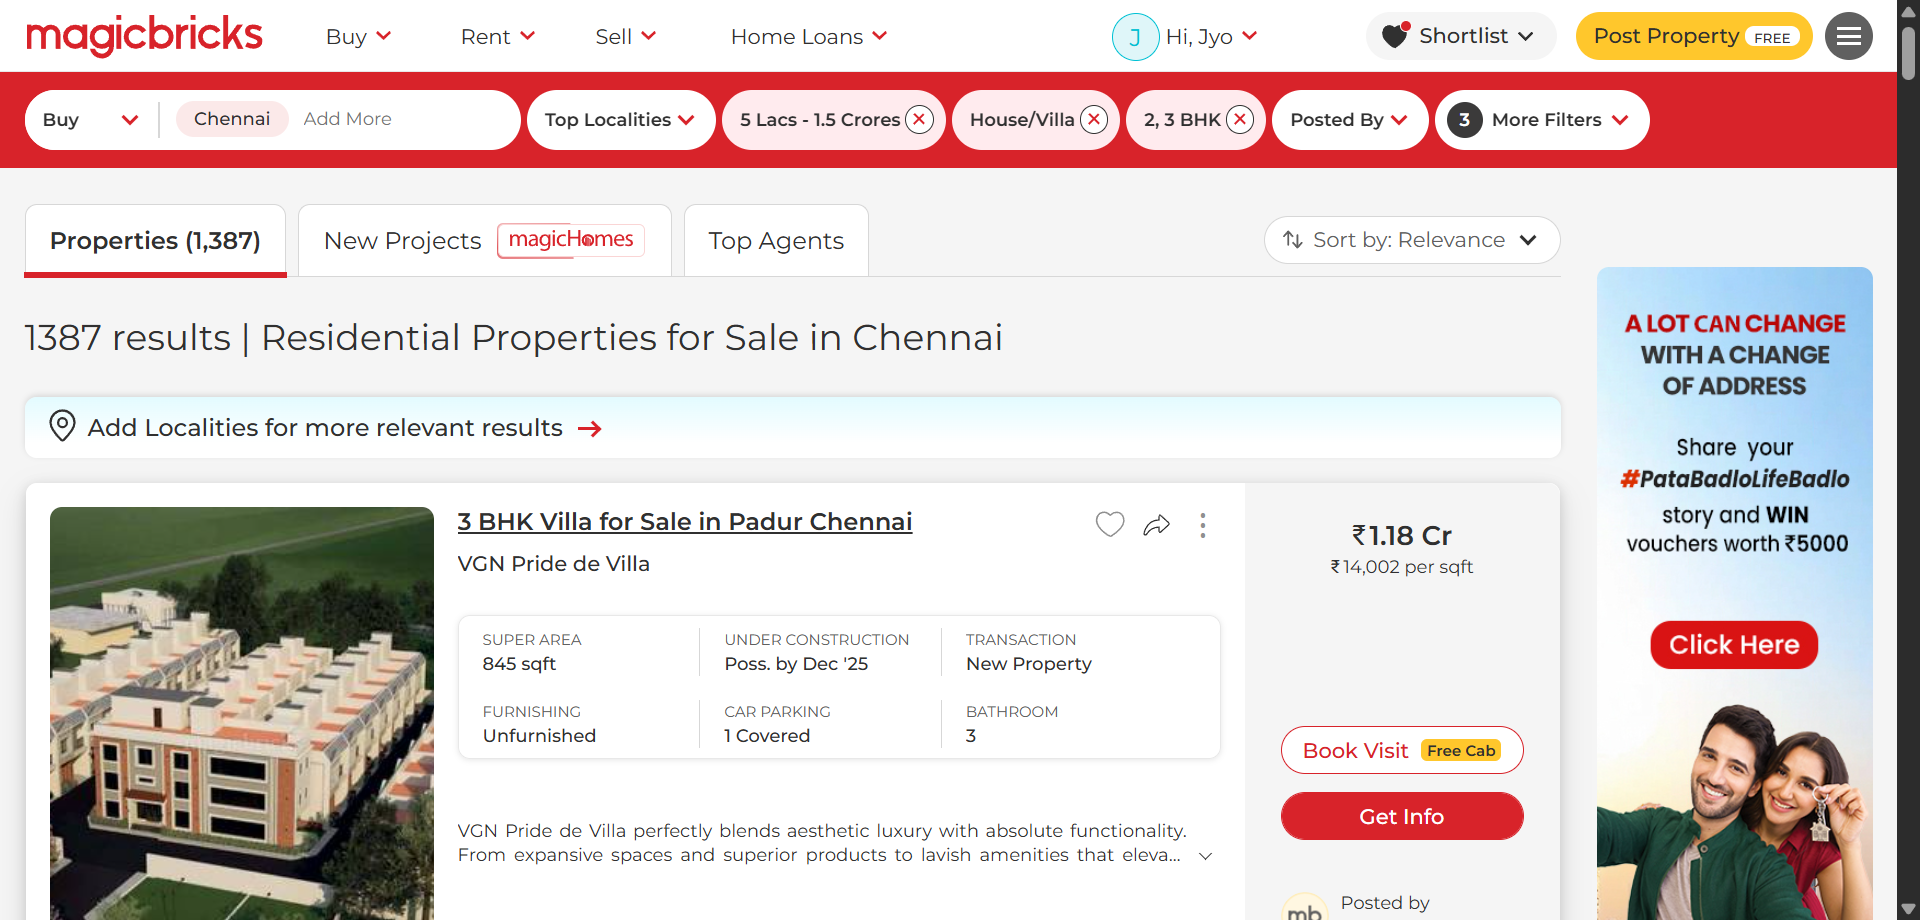 magicbricks
Buy
Rent
Sell
Home Loans
J
Hi, Jyo
Shortlist
Post Property FREE
Buy
Chennai
Add More
Top Localities
5 Lacs - 1.5 Crores
House/Villa
2, 3 BHK
Posted By
3 More Filters
Properties (1,387)
New Projects
magicHomes
Top Agents
Sort by: Relevance
1387 results | Residential Properties for Sale in Chennai
Add Localities for more relevant results
3 BHK Villa for Sale in Padur Chennai
VGN Pride de Villa
SUPER AREA
845 sqft
UNDER CONSTRUCTION
Poss. by Dec '25
TRANSACTION
New Property
FURNISHING
Unfurnished
CAR PARKING
1 Covered
BATHROOM
3
VGN Pride de Villa perfectly blends aesthetic luxury with absolute functionality.
From expansive spaces and superior products to lavish amenities that eleva...
₹1.18 Cr
₹14,002 per sqft
Book Visit Free Cab
Get Info
mb
Posted by
A LOT CAN CHANGE
WITH A CHANGE
OF ADDRESS
Share your
#PataBadloLifeBadlo
story and WIN
vouchers worth ₹5000
Click Here